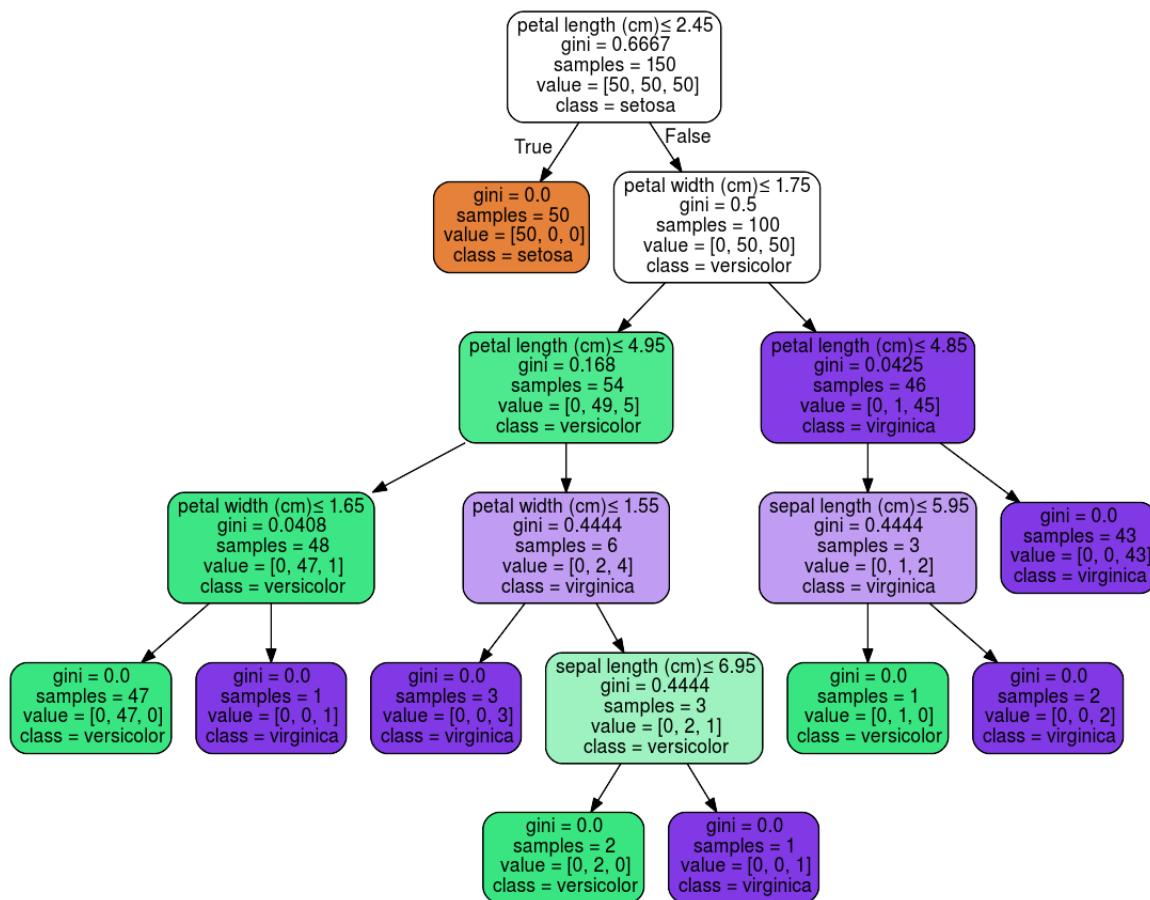 petal length (cm)≤ 2.45
gini = 0.6667
samples = 150
value = [50, 50, 50]
class = setosa
True
False
gini = 0.0
samples = 50
value = [50, 0, 0]
class = setosa
petal width (cm)≤ 1.75
gini = 0.5
samples = 100
value = [0, 50, 50]
class = versicolor
petal length (cm)≤ 4.95
gini = 0.168
samples = 54
value = [0, 49, 5]
class = versicolor
petal length (cm)≤ 4.85
gini = 0.0425
samples = 46
value = [0, 1, 45]
class = virginica
petal width (cm)≤ 1.65
gini = 0.0408
samples = 48
value = [0, 47, 1]
class = versicolor
petal width (cm)≤ 1.55
gini = 0.4444
samples = 6
value = [0, 2, 4]
class = virginica
sepal length (cm)≤ 5.95
gini = 0.4444
samples = 3
value = [0, 1, 2]
class = virginica
gini = 0.0
samples = 43
value = [0, 0, 43]
class = virginica
gini = 0.0
samples = 47
value = [0, 47, 0]
class = versicolor
gini = 0.0
samples = 1
value = [0, 0, 1]
class = virginica
gini = 0.0
samples = 3
value = [0, 0, 3]
class = virginica
sepal length (cm)≤ 6.95
gini = 0.4444
samples = 3
value = [0, 2, 1]
class = versicolor
gini = 0.0
samples = 1
value = [0, 1, 0]
class = versicolor
gini = 0.0
samples = 2
value = [0, 0, 2]
class = virginica
gini = 0.0
samples = 2
value = [0, 2, 0]
class = versicolor
gini = 0.0
samples = 1
value = [0, 0, 1]
class = virginica